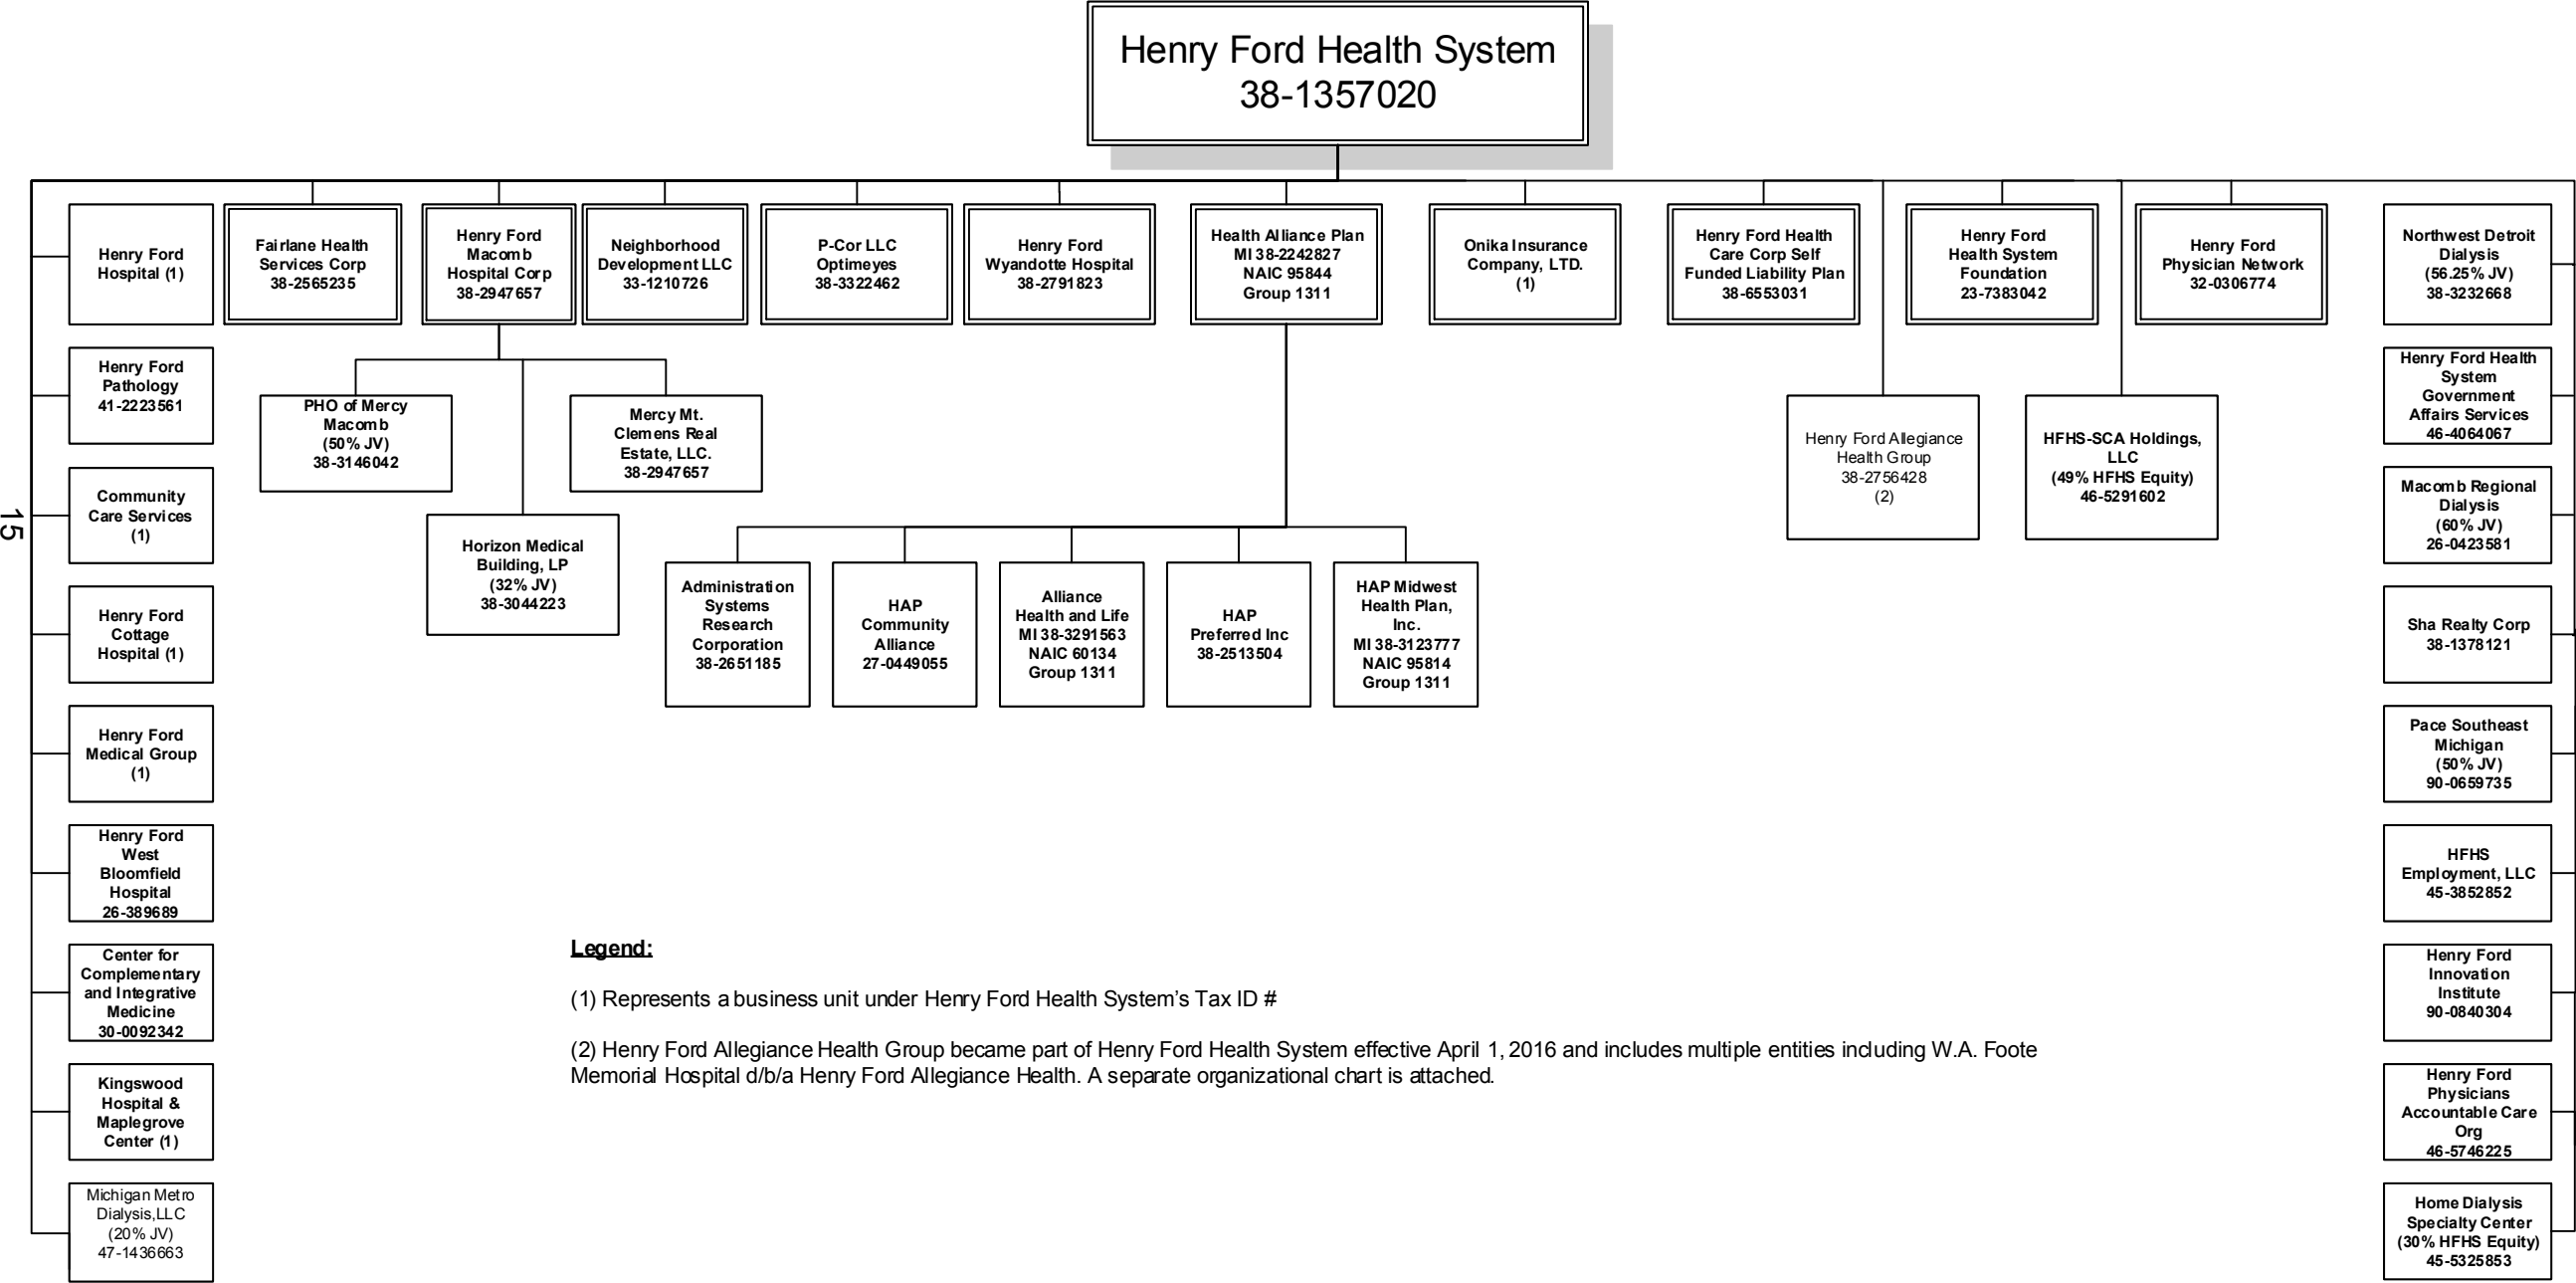 Henry Ford Health System
38-1357020
Henry Ford
Hospital (1)
Fairlane Health
Services Corp
38-2565235
Henry Ford
Macomb
Hospital Corp
38-2947657
Neighborhood
Development LLC
33-1210726
P-Cor LLC
Optimeyes
38-3322462
Henry Ford
Wyandotte Hospital
38-2791823
Health Alliance Plan
MI 38-2242827
NAIC 95844
Group 1311
Onika Insurance
Company, LTD.
(1)
Henry Ford Health
Care Corp Self
Funded Liability Plan
38-6553031
Henry Ford
Health System
Foundation
23-7383042
Henry Ford
Physician Network
32-0306774
Northwest Detroit
Dialysis
(56.25% JV)
38-3232668
Henry Ford
Pathology
41-2223561
PHO of Mercy
Macomb
(50% JV)
38-3146042
Mercy Mt.
Clemens Real
Estate, LLC.
38-2947657
Henry Ford Allegiance
Health Group
38-2756428
(2)
HFHS-SCA Holdings,
LLC
(49% HFHS Equity)
46-5291602
Henry Ford Health
System
Government
Affairs Services
46-4064067
Community
Care Services
(1)
15
Horizon Medical
Building, LP
(32% JV)
38-3044223
Macomb Regional
Dialysis
(60% JV)
26-0423581
Henry Ford
Cottage
Hospital (1)
Administration
Systems
Research
Corporation
38-2651185
HAP
Community
Alliance
27-0449055
Alliance
Health and Life
MI 38-3291563
NAIC 60134
Group 1311
HAP
Preferred Inc
38-2513504
HAP Midwest
Health Plan,
Inc.
MI 38-3123777
NAIC 95814
Group 1311
Sha Realty Corp
38-1378121
Henry Ford
Medical Group
(1)
Pace Southeast
Michigan
(50% JV)
90-0659735
Henry Ford
West
Bloomfield
Hospital
26-389689
HFHS
Employment, LLC
45-3852852
Center for
Complementary
and Integrative
Medicine
30-0092342
Henry Ford
Innovation
Institute
90-0840304
Kingswood
Hospital &
Maplegrove
Center (1)
Henry Ford
Physicians
Accountable Care
Org
46-5746225
Michigan Metro
Dialysis,LLC
(20% JV)
47-1436663
Home Dialysis
Specialty Center
(30% HFHS Equity)
45-5325853
Legend:
(1) Represents a business unit under Henry Ford Health System’s Tax ID #
(2) Henry Ford Allegiance Health Group became part of Henry Ford Health System effective April 1, 2016 and includes multiple entities including W.A. Foote
Memorial Hospital d/b/a Henry Ford Allegiance Health. A separate organizational chart is attached.